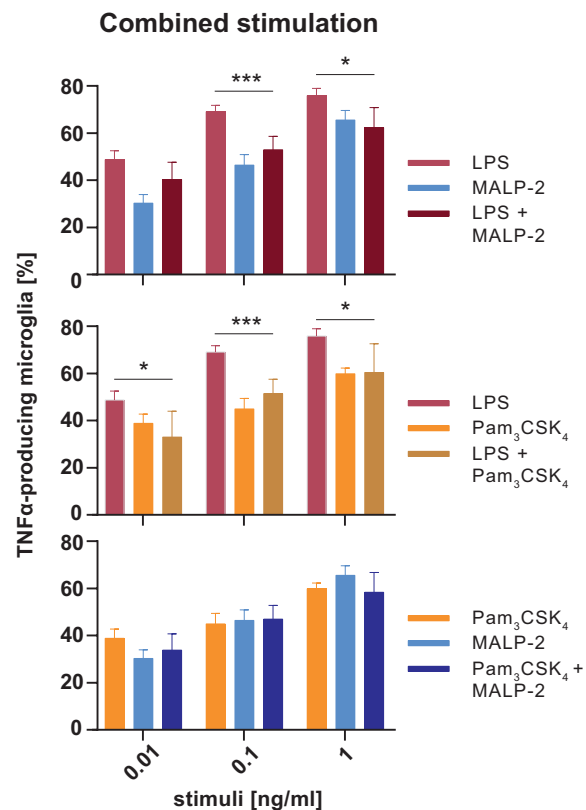 Combined stimulation
TNFα-producing microglia [%]
80
60
40
20
0
***
*
LPS
MALP-2
LPS +
MALP-2
80
60
40
20
0
*
***
*
LPS
Pam₃CSK₄
LPS +
Pam₃CSK₄
80
60
40
20
0
Pam₃CSK₄
MALP-2
Pam₃CSK₄ +
MALP-2
0.01
0.1
1
stimuli [ng/ml]